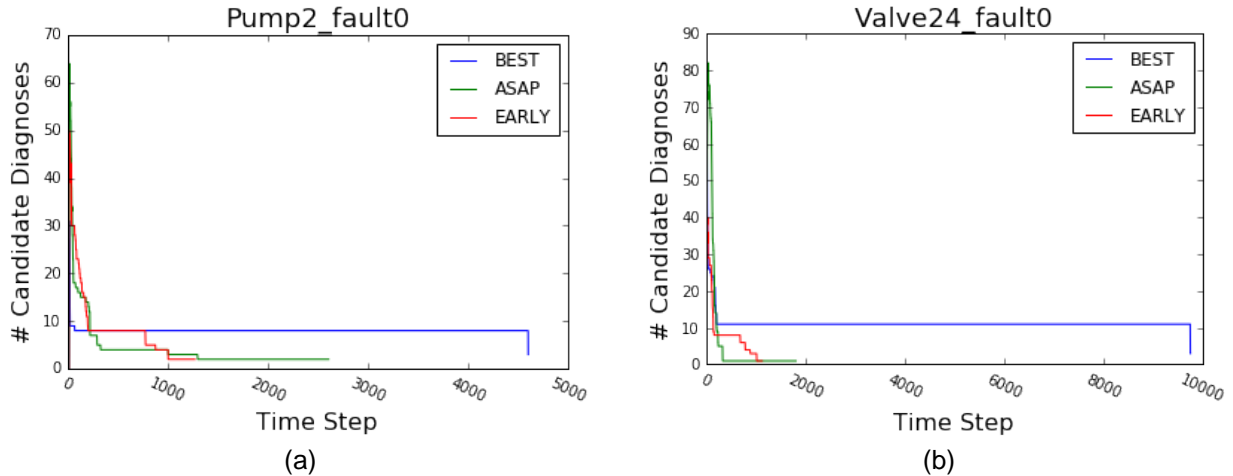 Pump2_fault0
70
60
50
40
30
20
10
0
# Candidate Diagnoses
BEST
ASAP
EARLY
0 1000 2000 3000 4000 5000
Time Step
(a)
Valve24_fault0
90
80
70
60
50
40
30
20
10
0
# Candidate Diagnoses
BEST
ASAP
EARLY
0 2000 4000 6000 8000 10000
Time Step
(b)